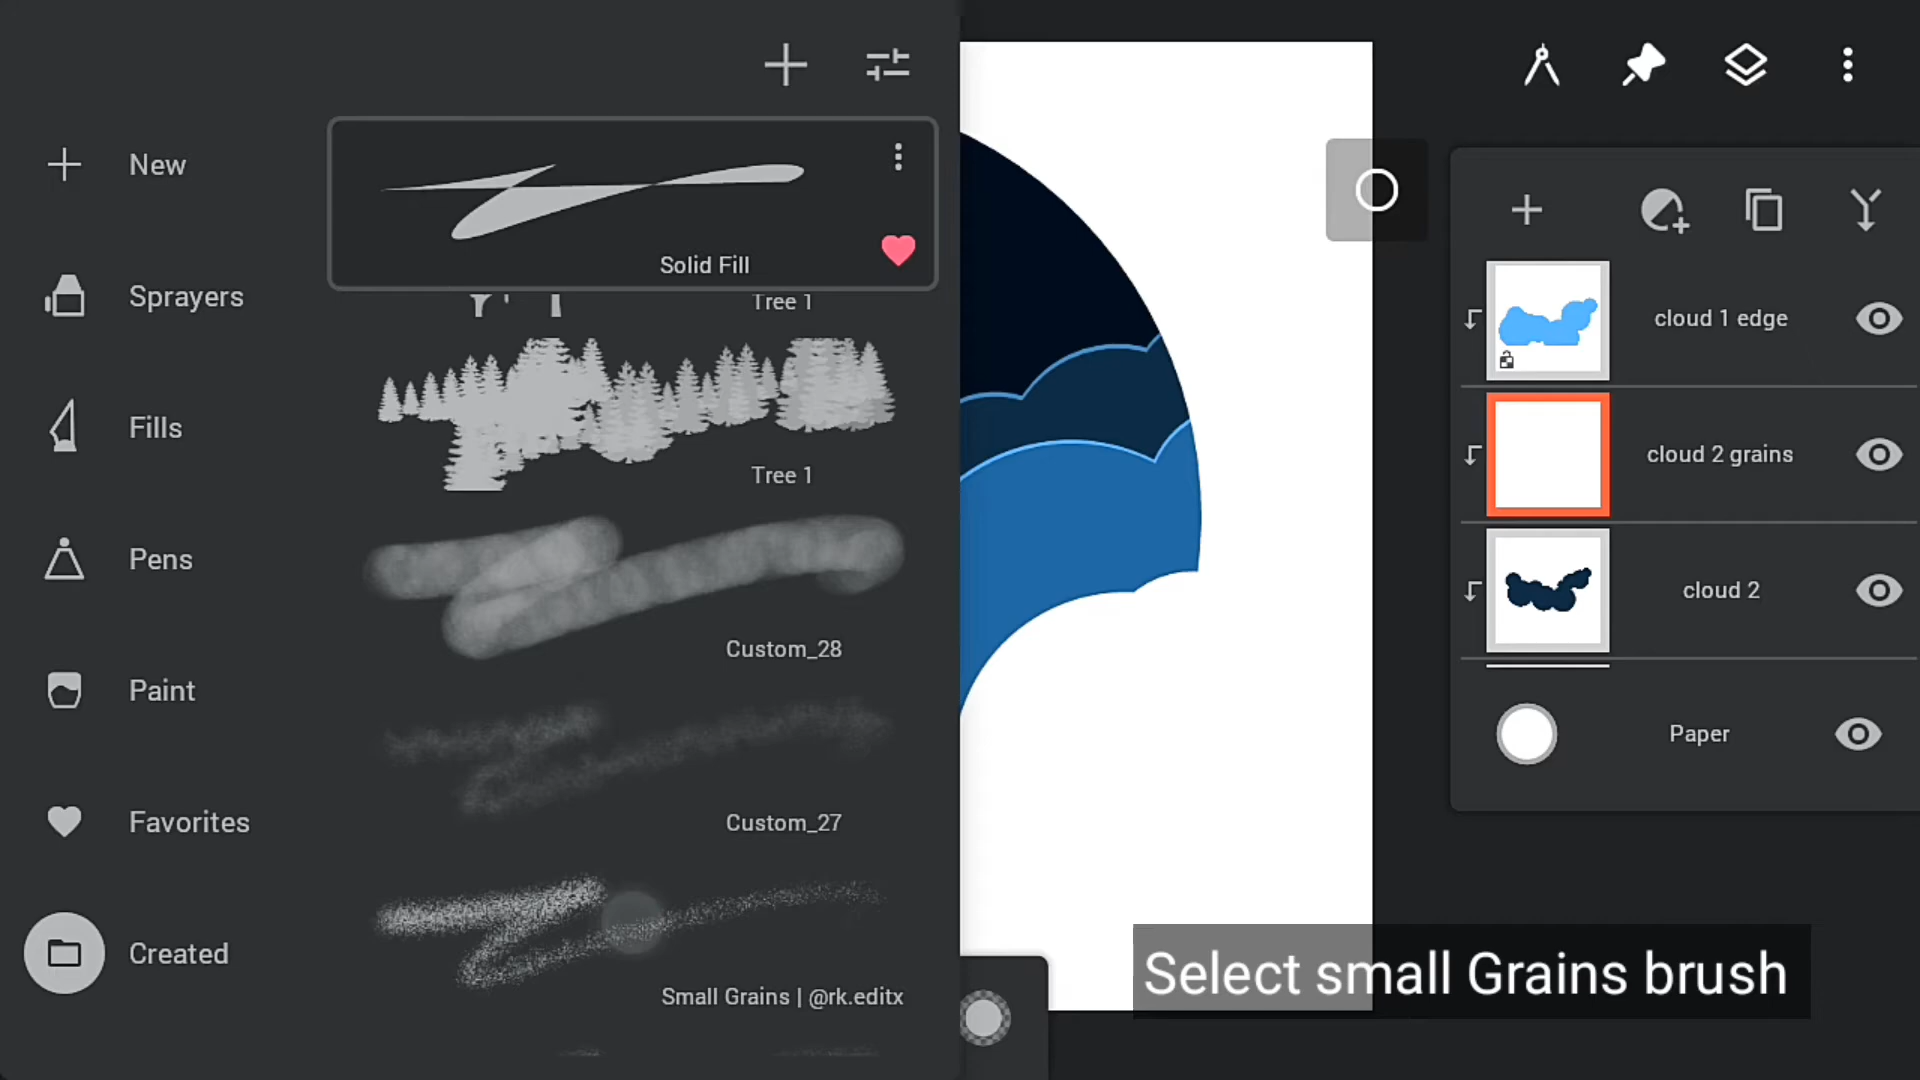 New
Sprayers
Fills
Pens
Paint
Favorites
Created
Solid Fill
Tree 1
Tree 1
Custom_28
Custom_27
Small Grains | @rk.editx
cloud 1 edge
cloud 2 grains
cloud 2
Paper
Select small Grains brush